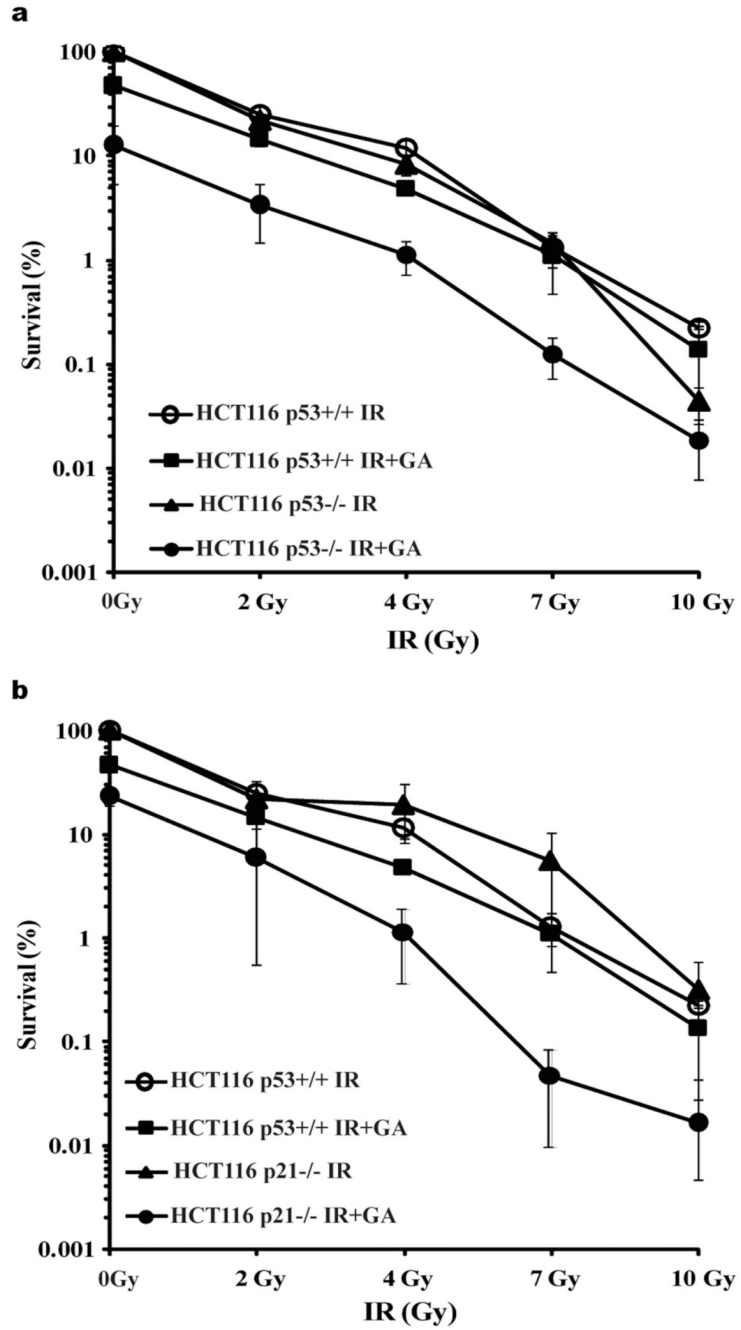 a
100
10
1
0.1
0.01
0.001
Survival (%)
HCT116 p53+/+ IR
HCT116 p53+/+ IR+GA
HCT116 p53-/- IR
HCT116 p53-/- IR+GA
0Gy 2 Gy 4 Gy 7 Gy 10 Gy
IR (Gy)
b
100
10
1
0.1
0.01
0.001
Survival (%)
HCT116 p53+/+ IR
HCT116 p53+/+ IR+GA
HCT116 p21-/- IR
HCT116 p21-/- IR+GA
0Gy 2 Gy 4 Gy 7 Gy 10 Gy
IR (Gy)